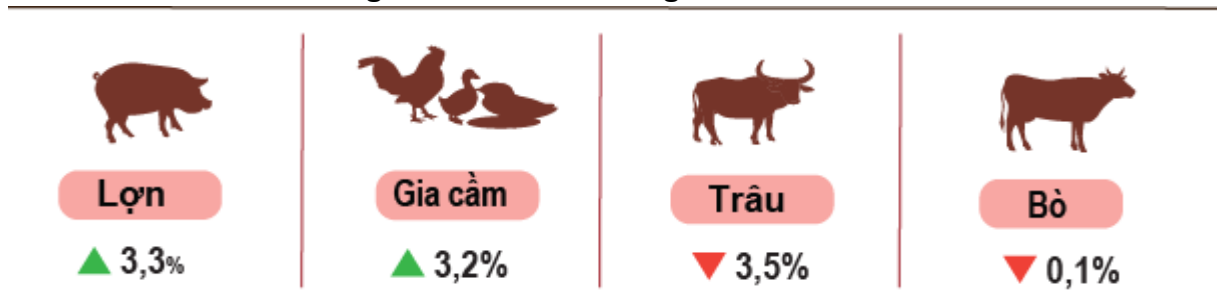 Lợn
Gia cầm
Trâu
Bò
▲ 3,3%
▲ 3,2%
▼ 3,5%
▼ 0,1%